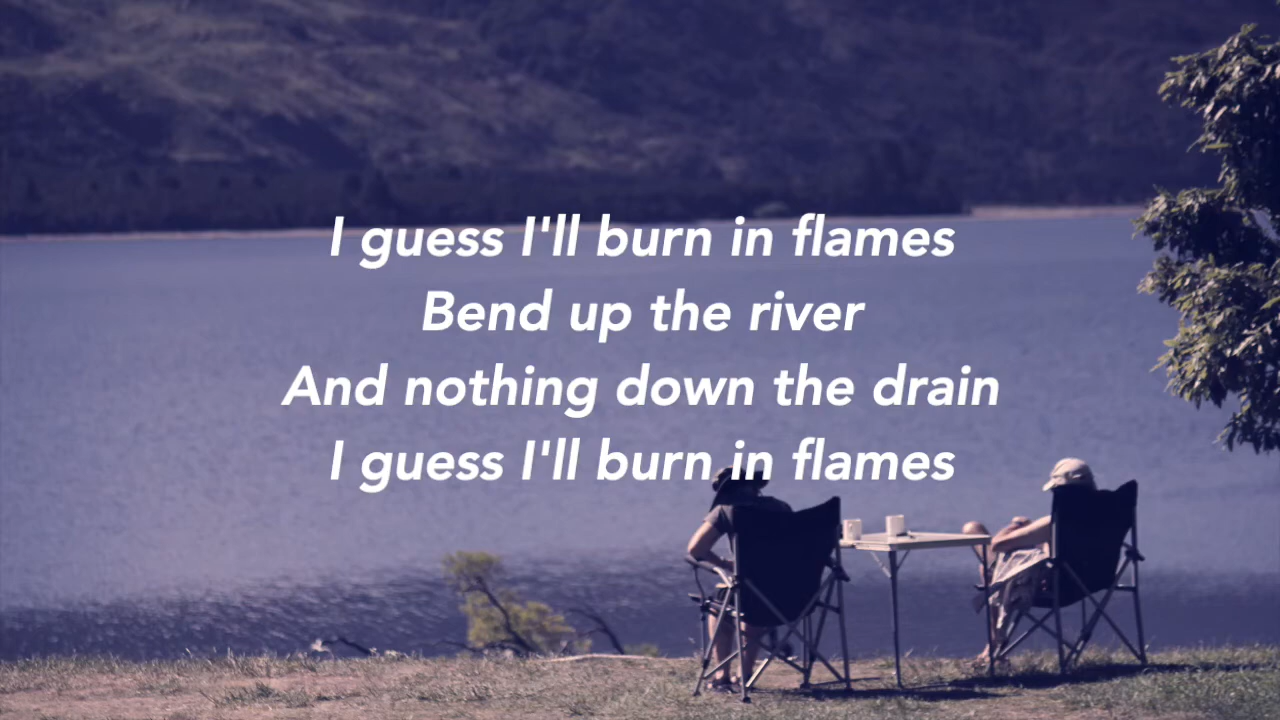 I guess I'll burn in flames
Bend up the river
And nothing down the drain
I guess I'll burn in flames